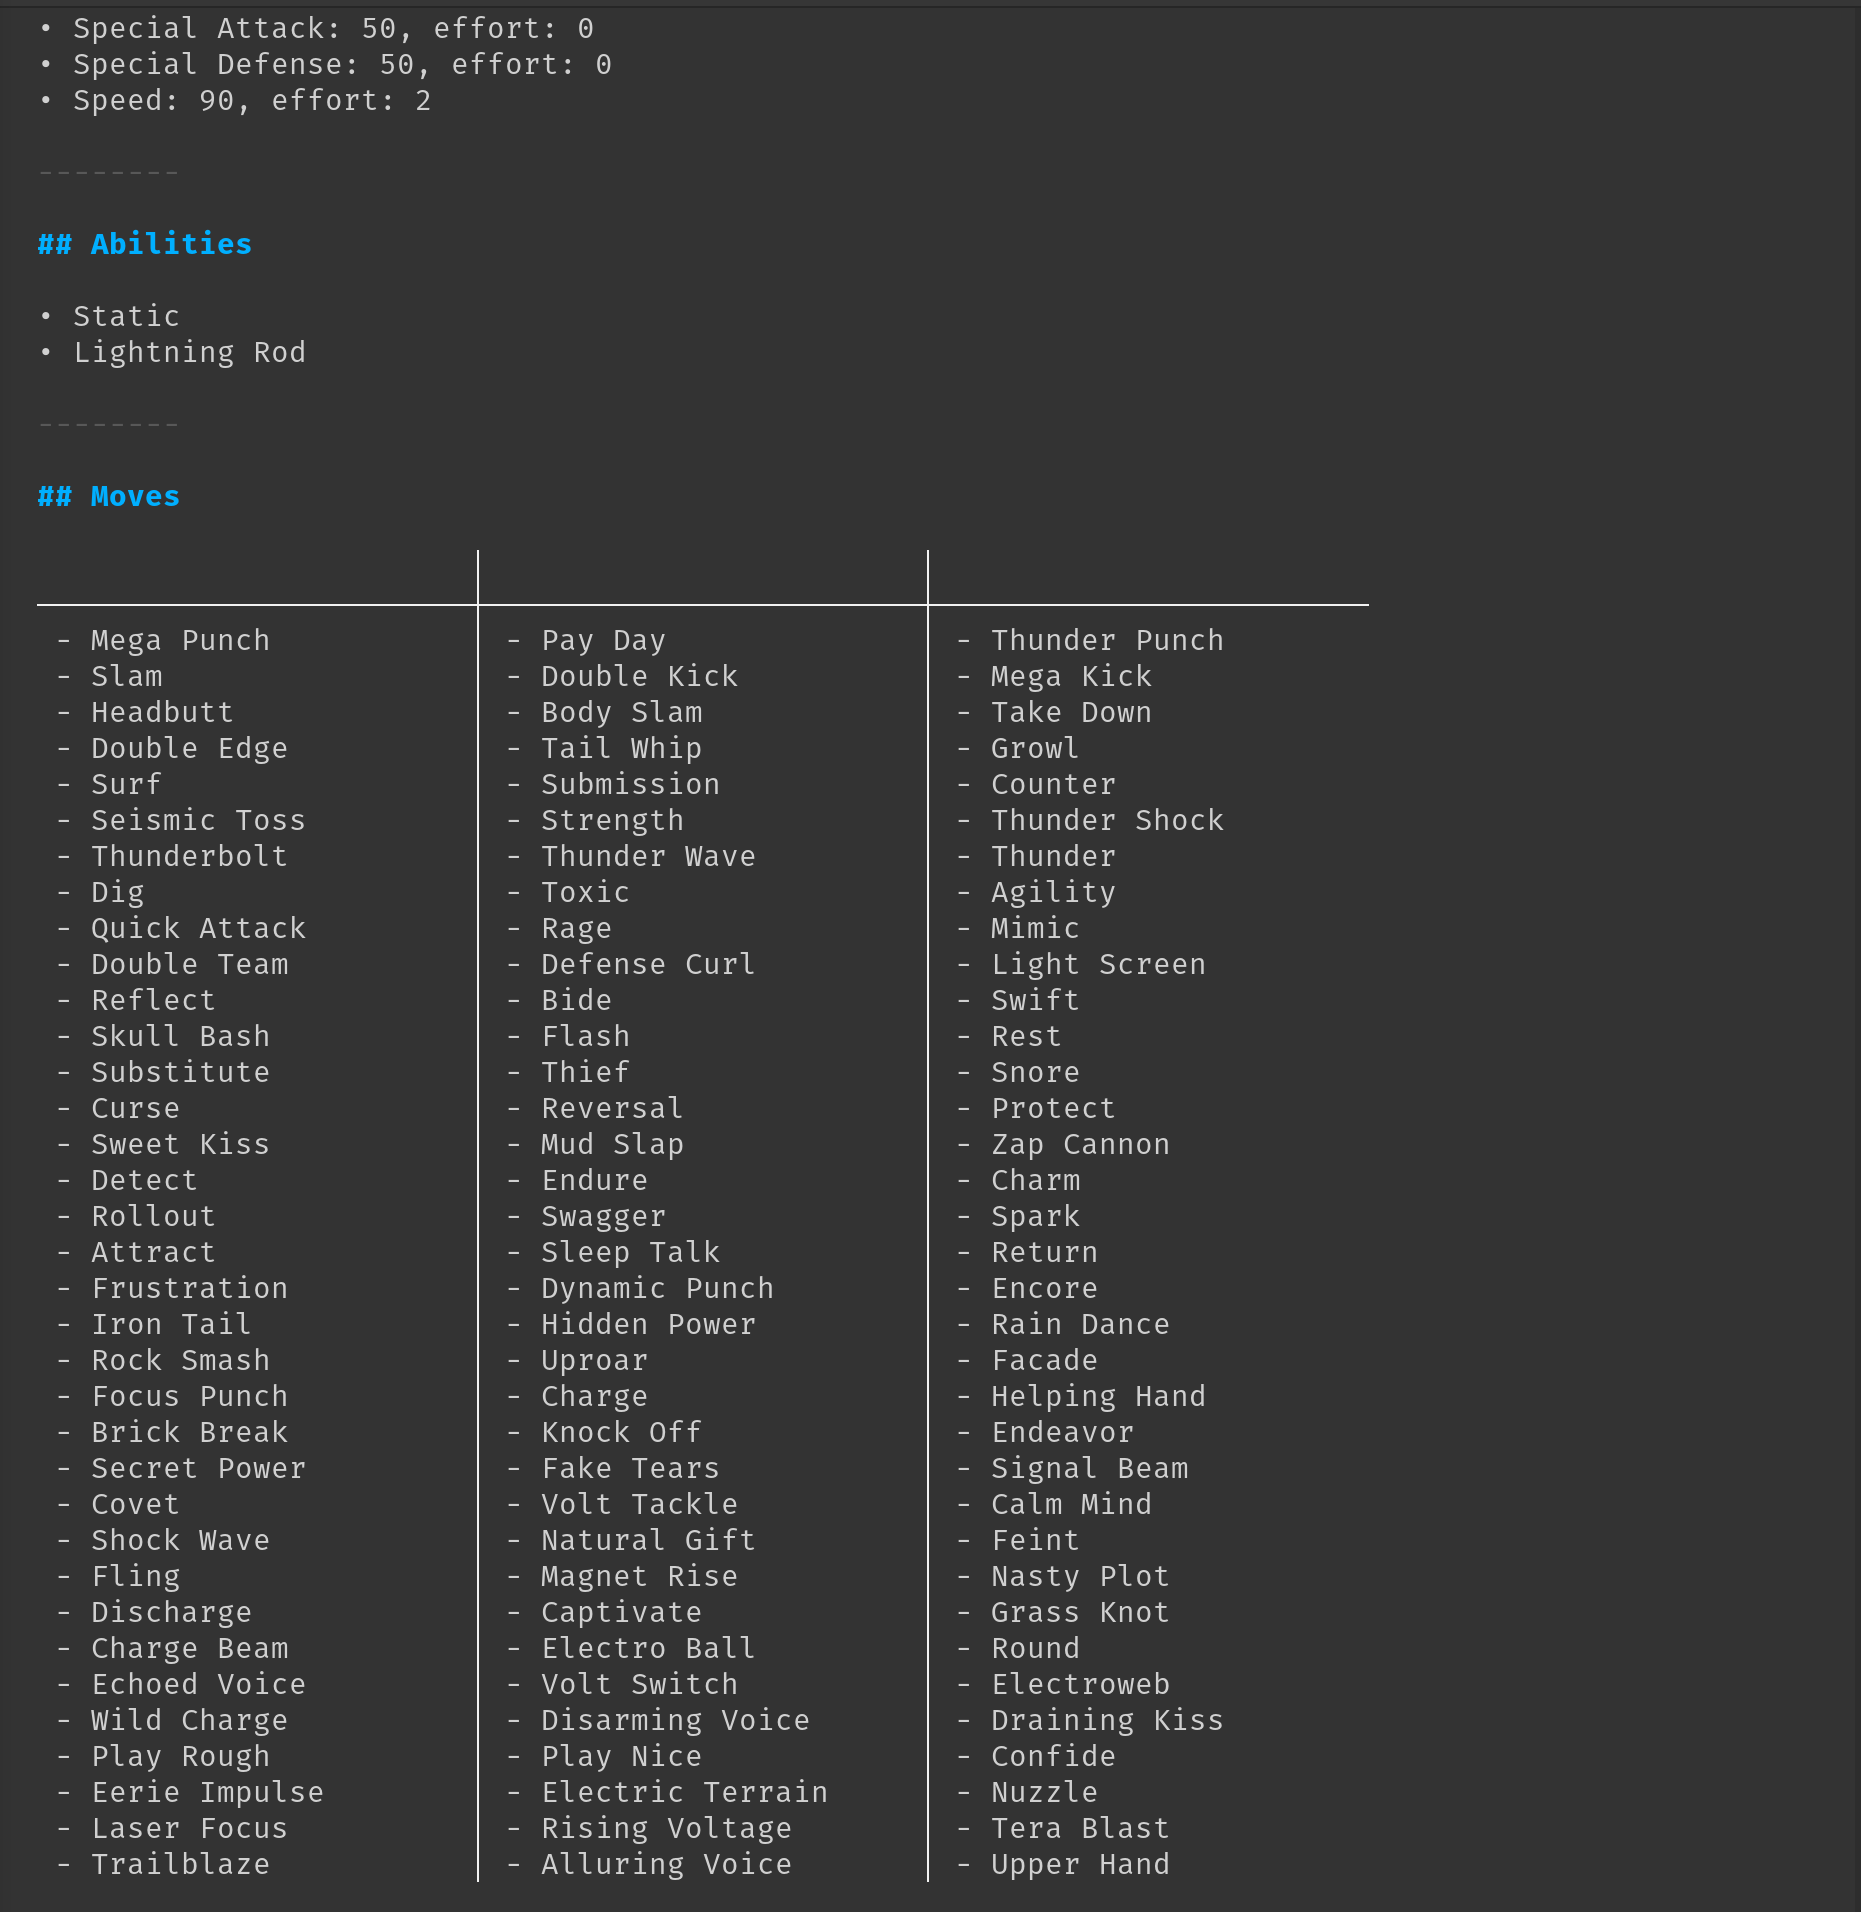 • Special Attack: 50, effort: 0
• Special Defense: 50, effort: 0
• Speed: 90, effort: 2
--------
## Abilities
• Static
• Lightning Rod
--------
## Moves
- Mega Punch - Pay Day - Thunder Punch
- Slam - Double Kick - Mega Kick
- Headbutt - Body Slam - Take Down
- Double Edge - Tail Whip - Growl
- Surf - Submission - Counter
- Seismic Toss - Strength - Thunder Shock
- Thunderbolt - Thunder Wave - Thunder
- Dig - Toxic - Agility
- Quick Attack - Rage - Mimic
- Double Team - Defense Curl - Light Screen
- Reflect - Bide - Swift
- Skull Bash - Flash - Rest
- Substitute - Thief - Snore
- Curse - Reversal - Protect
- Sweet Kiss - Mud Slap - Zap Cannon
- Detect - Endure - Charm
- Rollout - Swagger - Spark
- Attract - Sleep Talk - Return
- Frustration - Dynamic Punch - Encore
- Iron Tail - Hidden Power - Rain Dance
- Rock Smash - Uproar - Facade
- Focus Punch - Charge - Helping Hand
- Brick Break - Knock Off - Endeavor
- Secret Power - Fake Tears - Signal Beam
- Covet - Volt Tackle - Calm Mind
- Shock Wave - Natural Gift - Feint
- Fling - Magnet Rise - Nasty Plot
- Discharge - Captivate - Grass Knot
- Charge Beam - Electro Ball - Round
- Echoed Voice - Volt Switch - Electroweb
- Wild Charge - Disarming Voice - Draining Kiss
- Play Rough - Play Nice - Confide
- Eerie Impulse - Electric Terrain - Nuzzle
- Laser Focus - Rising Voltage - Tera Blast
- Trailblaze - Alluring Voice - Upper Hand